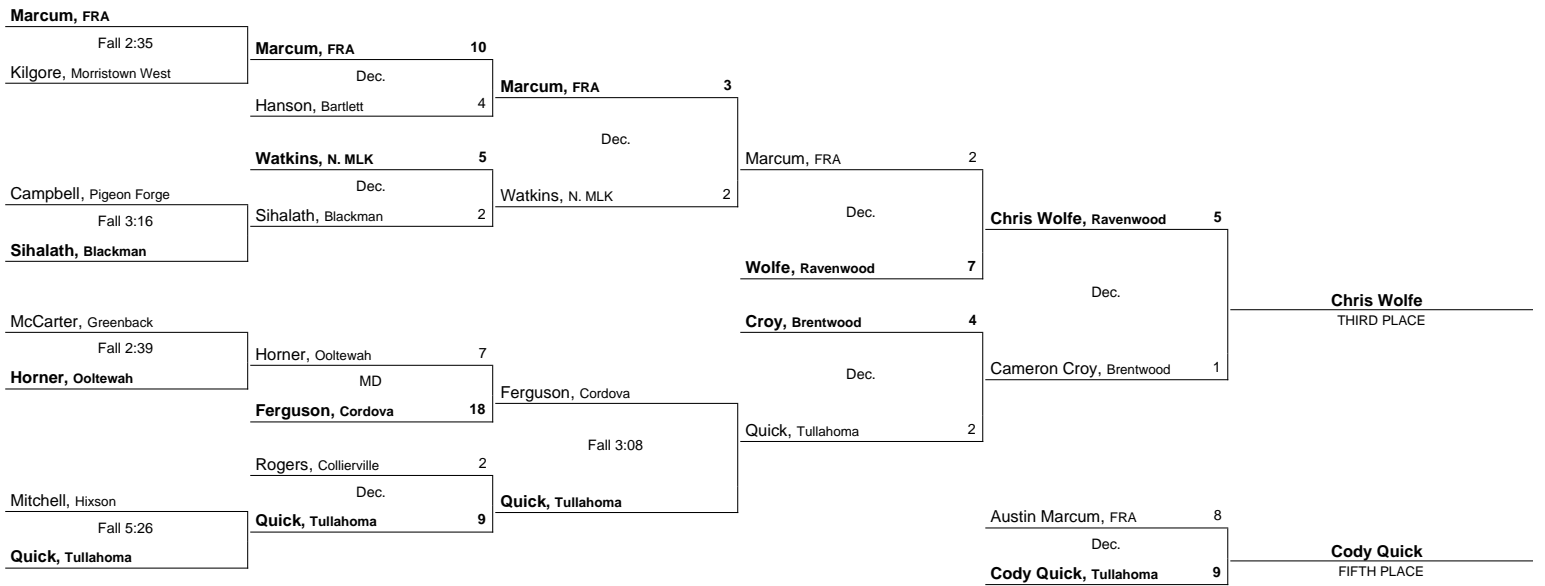 Marcum, FRA
Fall 2:35
Kilgore, Morristown West
Campbell, Pigeon Forge
Fall 3:16
Sihalath, Blackman
McCarter, Greenback
Fall 2:39
Horner, Ooltewah
Mitchell, Hixson
Fall 5:26
Quick, Tullahoma
Marcum, FRA 10
Dec.
Hanson, Bartlett 4
Watkins, N. MLK 5
Dec.
Sihalath, Blackman 2
Horner, Ooltewah 7
MD
Ferguson, Cordova 18
Rogers, Collierville 2
Dec.
Quick, Tullahoma 9
Marcum, FRA 3
Dec.
Watkins, N. MLK 2
Ferguson, Cordova
Fall 3:08
Quick, Tullahoma
Marcum, FRA 2
Dec.
Wolfe, Ravenwood 7
Croy, Brentwood 4
Dec.
Quick, Tullahoma 2
Chris Wolfe, Ravenwood 5
Dec.
Cameron Croy, Brentwood 1
Austin Marcum, FRA 8
Dec.
Cody Quick, Tullahoma 9
Chris Wolfe
THIRD PLACE
Cody Quick
FIFTH PLACE